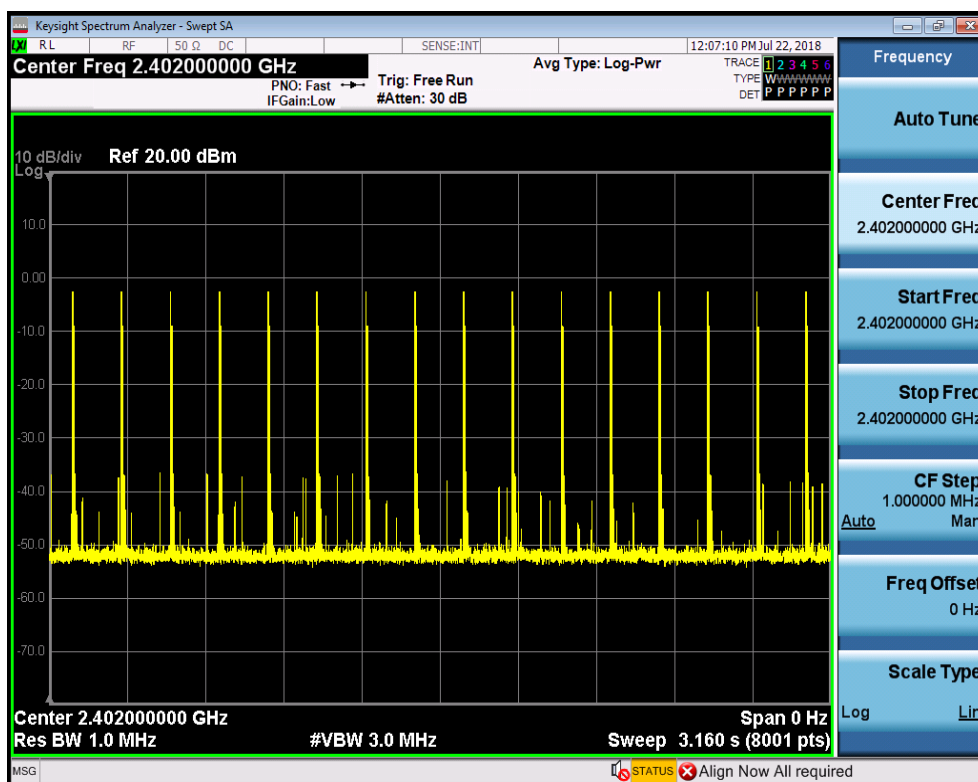 Keysight Spectrum Analyzer - Swept SA
LXI RL RF 50 Ω DC SENSE:INT 12:07:10 PM Jul 22, 2018
Center Freq 2.402000000 GHz
PNO: Fast
IFGain:Low
Trig: Free Run
#Atten: 30 dB
Avg Type: Log-Pwr
TRACE 1 2 3 4 5 6
TYPE WWWWWW
DET P P P P P P
10 dB/div
Log
Ref 20.00 dBm
10.0
0.00
-10.0
-20.0
-30.0
-40.0
-50.0
-60.0
-70.0
Center 2.402000000 GHz
Span 0 Hz
Res BW 1.0 MHz
#VBW 3.0 MHz
Sweep 3.160 s (8001 pts)
MSG
STATUS
Align Now All required
Frequency
Auto Tune
Center Freq
2.402000000 GHz
Start Freq
2.402000000 GHz
Stop Freq
2.402000000 GHz
CF Step
1.000000 MHz
Auto Man
Freq Offset
0 Hz
Scale Type
Log Lin